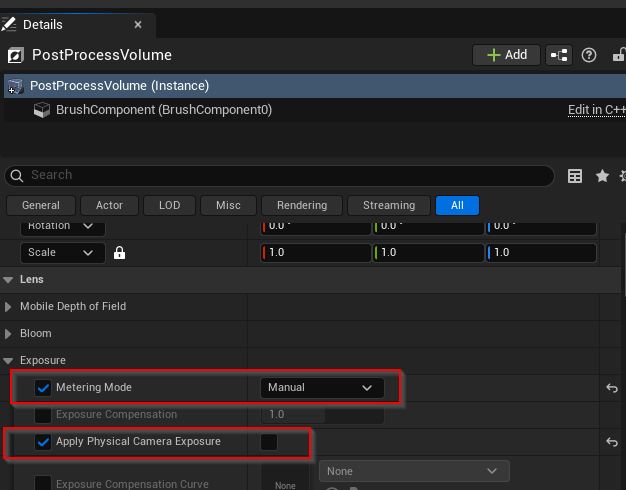 Details
PostProcessVolume
Add
PostProcessVolume (Instance)
BrushComponent (BrushComponent0)
Edit in C++
Search
General
Actor
LOD
Misc
Rendering
Streaming
All
Rotation
0.0 °
0.0 °
0.0 °
Scale
1.0
1.0
1.0
Lens
Mobile Depth of Field
Bloom
Exposure
Metering Mode
Manual
Exposure Compensation
1.0
Apply Physical Camera Exposure
Exposure Compensation Curve
None
None